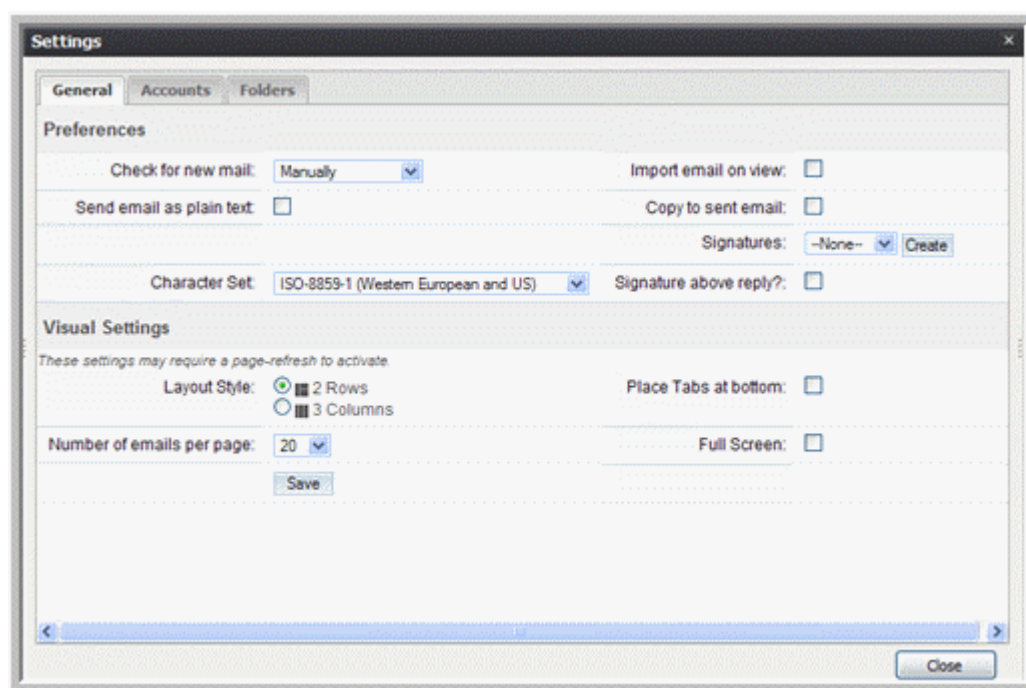 Settings
General Accounts Folders
Preferences
Check for new mail: Manually Import email on view:
Send email as plain text: Copy to sent email:
Signatures: --None-- Create
Character Set: ISO-8859-1 (Western European and US) Signature above reply?:
Visual Settings
These settings may require a page-refresh to activate.
Layout Style: 2 Rows Place Tabs at bottom:
3 Columns
Number of emails per page: 20 Full Screen:
Save
Close